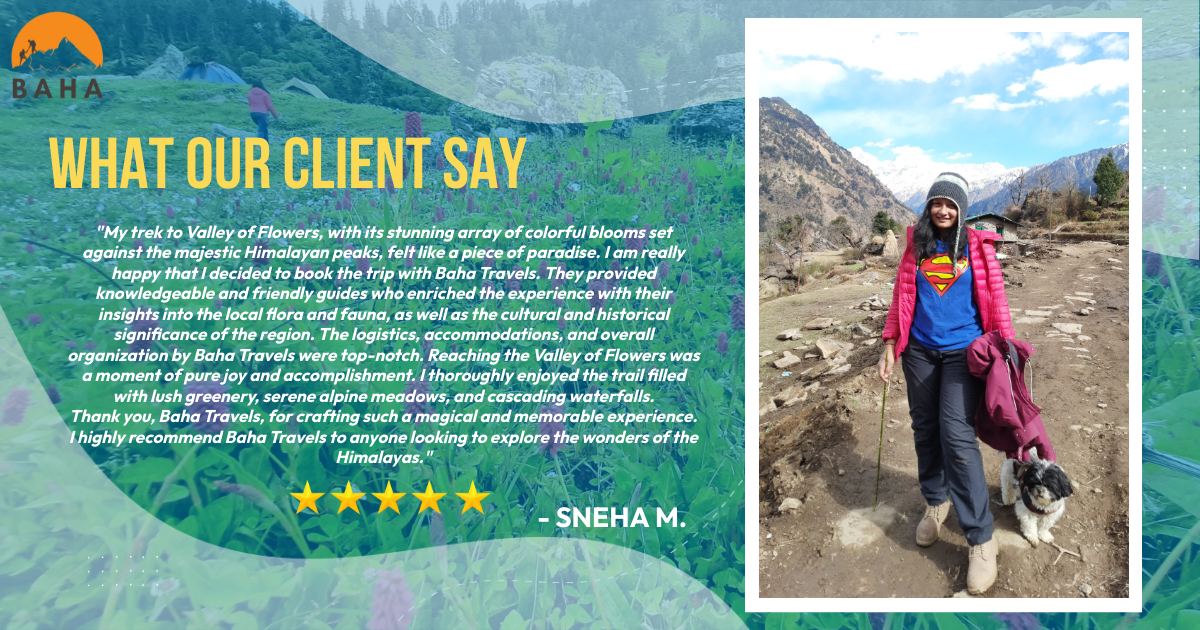 BAHA
WHAT OUR CLIENT SAY
"My trek to Valley of Flowers, with its stunning array of colorful blooms set
against the majestic Himalayan peaks, felt like a piece of paradise. I am really
happy that I decided to book the trip with Baha Travels. They provided
knowledgeable and friendly guides who enriched the experience with their
insights into the local flora and fauna, as well as the cultural and historical
significance of the region. The logistics, accommodations, and overall
organization by Baha Travels were top-notch. Reaching the Valley of Flowers was
a moment of pure joy and accomplishment. I thoroughly enjoyed the trail filled
with lush greenery, serene alpine meadows, and cascading waterfalls.
Thank you, Baha Travels, for crafting such a magical and memorable experience.
I highly recommend Baha Travels to anyone looking to explore the wonders of the
Himalayas."
- SNEHA M.